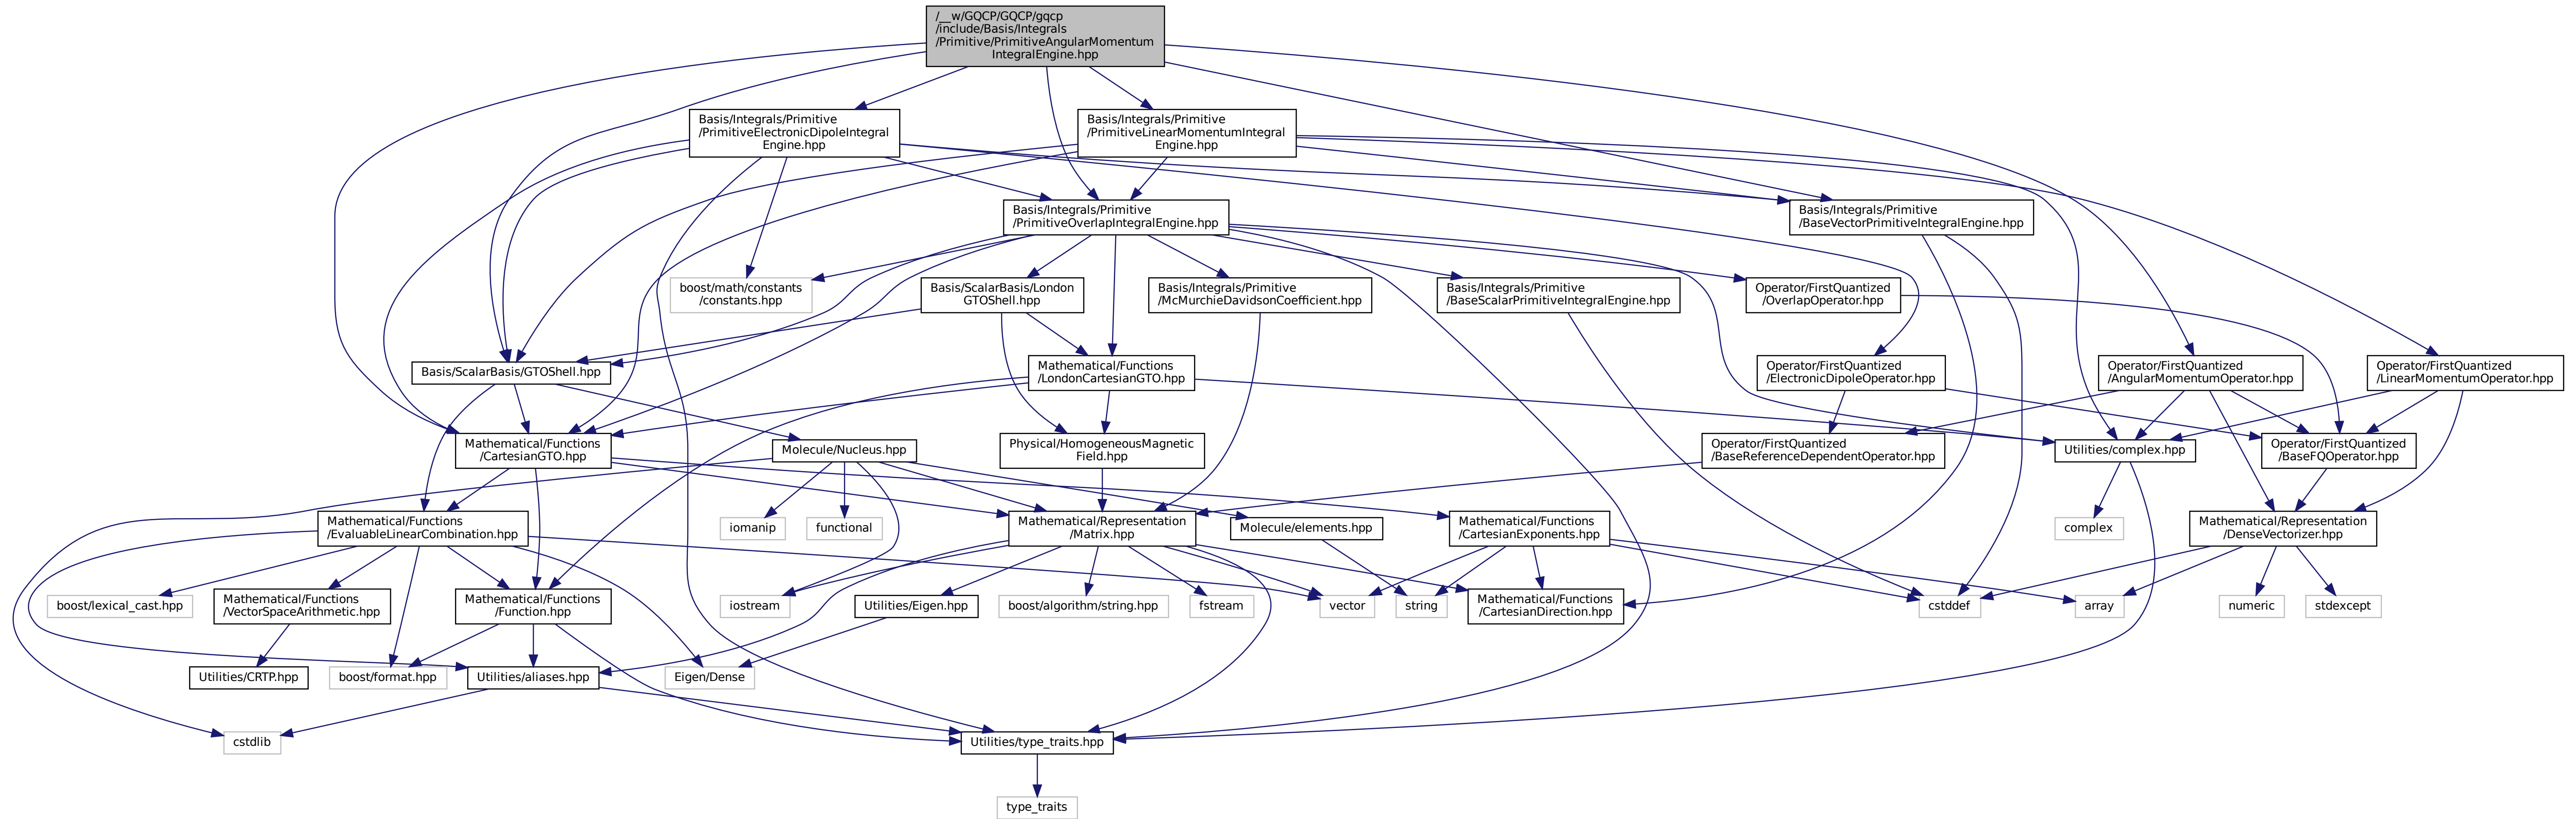 /__w/GQCP/GQCP/gqcp
/include/Basis/Integrals
/Primitive/PrimitiveAngularMomentum
IntegralEngine.hpp
Basis/Integrals/Primitive
/PrimitiveElectronicDipoleIntegral
Engine.hpp
Basis/Integrals/Primitive
/PrimitiveLinearMomentumIntegral
Engine.hpp
Basis/Integrals/Primitive
/PrimitiveOverlapIntegralEngine.hpp
Basis/Integrals/Primitive
/BaseVectorPrimitiveIntegralEngine.hpp
boost/math/constants
/constants.hpp
Basis/ScalarBasis/London
GTOShell.hpp
Basis/Integrals/Primitive
/McMurchieDavidsonCoefficient.hpp
Basis/Integrals/Primitive
/BaseScalarPrimitiveIntegralEngine.hpp
Operator/FirstQuantized
/OverlapOperator.hpp
Basis/ScalarBasis/GTOShell.hpp
Mathematical/Functions
/LondonCartesianGTO.hpp
Operator/FirstQuantized
/ElectronicDipoleOperator.hpp
Operator/FirstQuantized
/AngularMomentumOperator.hpp
Operator/FirstQuantized
/LinearMomentumOperator.hpp
Mathematical/Functions
/CartesianGTO.hpp
Molecule/Nucleus.hpp
Physical/HomogeneousMagnetic
Field.hpp
Operator/FirstQuantized
/BaseReferenceDependentOperator.hpp
Utilities/complex.hpp
Operator/FirstQuantized
/BaseFQOperator.hpp
Mathematical/Functions
/EvaluableLinearCombination.hpp
iomanip
functional
Mathematical/Representation
/Matrix.hpp
Molecule/elements.hpp
Mathematical/Functions
/CartesianExponents.hpp
complex
Mathematical/Representation
/DenseVectorizer.hpp
boost/lexical_cast.hpp
Mathematical/Functions
/VectorSpaceArithmetic.hpp
Mathematical/Functions
/Function.hpp
iostream
Utilities/Eigen.hpp
boost/algorithm/string.hpp
fstream
vector
string
Mathematical/Functions
/CartesianDirection.hpp
cstddef
array
numeric
stdexcept
Utilities/CRTP.hpp
boost/format.hpp
Utilities/aliases.hpp
Eigen/Dense
cstdlib
Utilities/type_traits.hpp
type_traits